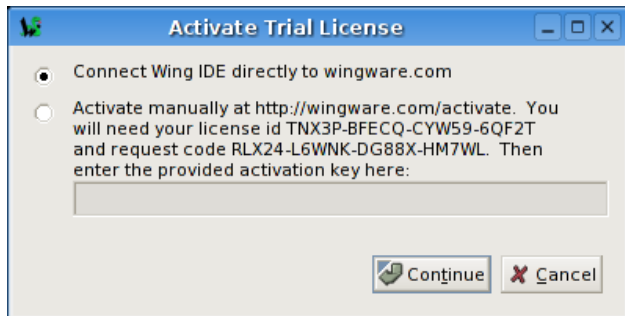 Activate Trial License
Connect Wing IDE directly to wingware.com
Activate manually at http://wingware.com/activate. You
will need your license id TNX3P-BFECQ-CYW59-6QF2T
and request code RLX24-L6WNK-DG88X-HM7WL. Then
enter the provided activation key here:
Continue Cancel